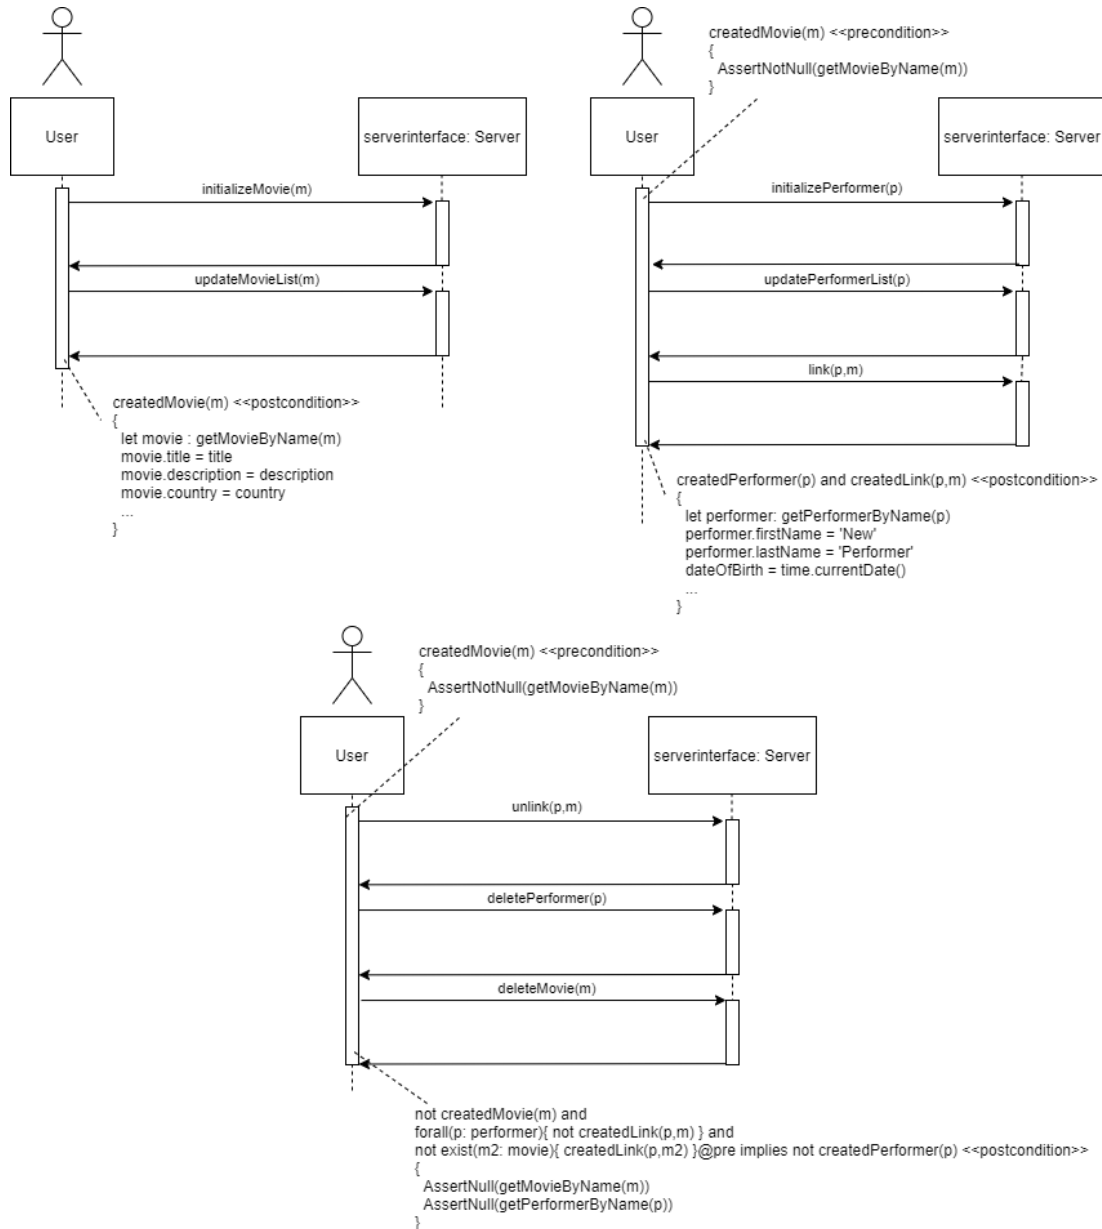 User
serverinterface: Server
initializeMovie(m)
updateMovieList(m)
createdMovie(m) <<postcondition>>
{
let movie : getMovieByName(m)
movie.title = title
movie.description = description
movie.country = country
...
}
createdMovie(m) <<precondition>>
{
AssertNotNull(getMovieByName(m))
}
User
serverinterface: Server
initializePerformer(p)
updatePerformerList(p)
link(p,m)
createdPerformer(p) and createdLink(p,m) <<postcondition>>
{
let performer: getPerformerByName(p)
performer.firstName = 'New'
performer.lastName = 'Performer'
dateOfBirth = time.currentDate()
...
}
createdMovie(m) <<precondition>>
{
AssertNotNull(getMovieByName(m))
}
User
serverinterface: Server
unlink(p,m)
deletePerformer(p)
deleteMovie(m)
not createdMovie(m) and
forall(p: performer){ not createdLink(p,m) } and
not exist(m2: movie){ createdLink(p,m2) }@pre implies not createdPerformer(p) <<postcondition>>
{
AssertNull(getMovieByName(m))
AssertNull(getPerformerByName(p))
}